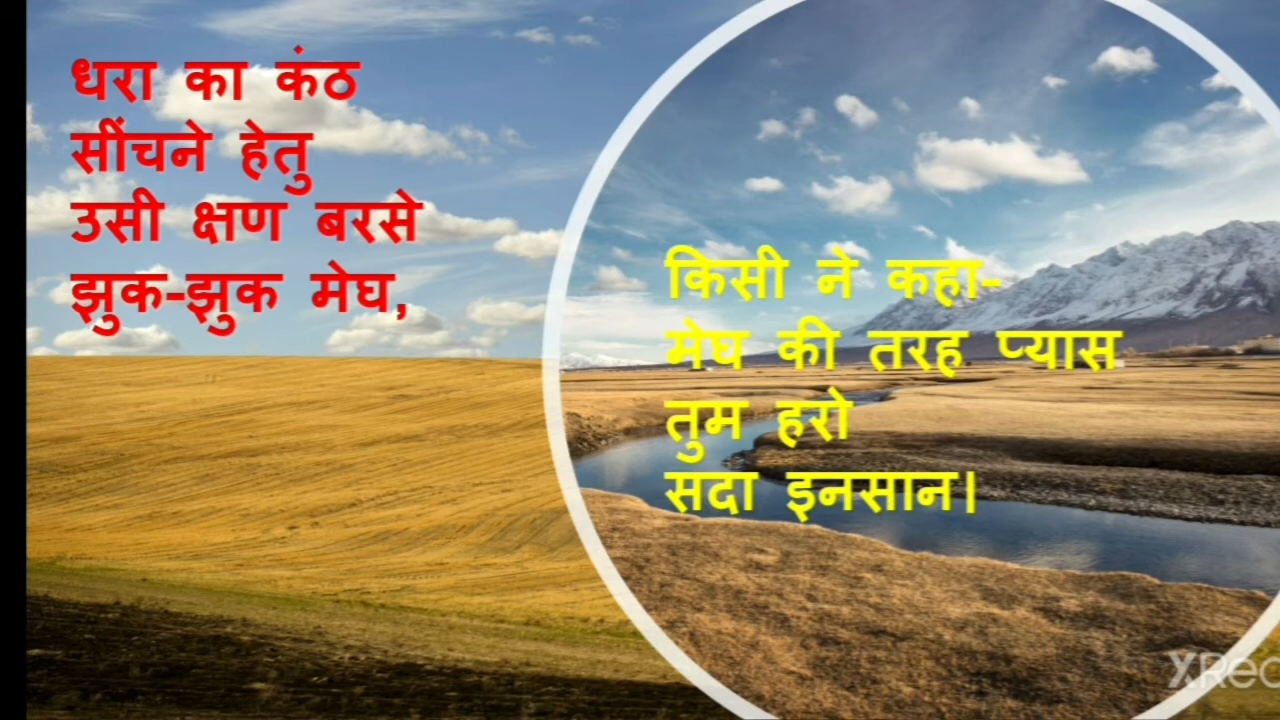 धरा का कंठ
सींचने हेतु
उसी क्षण बरसे
झुक-झुक मेघ,
किसी ने कहा-
मेघ की तरह प्यास
तुम हरो
सदा इनसान।
XRec